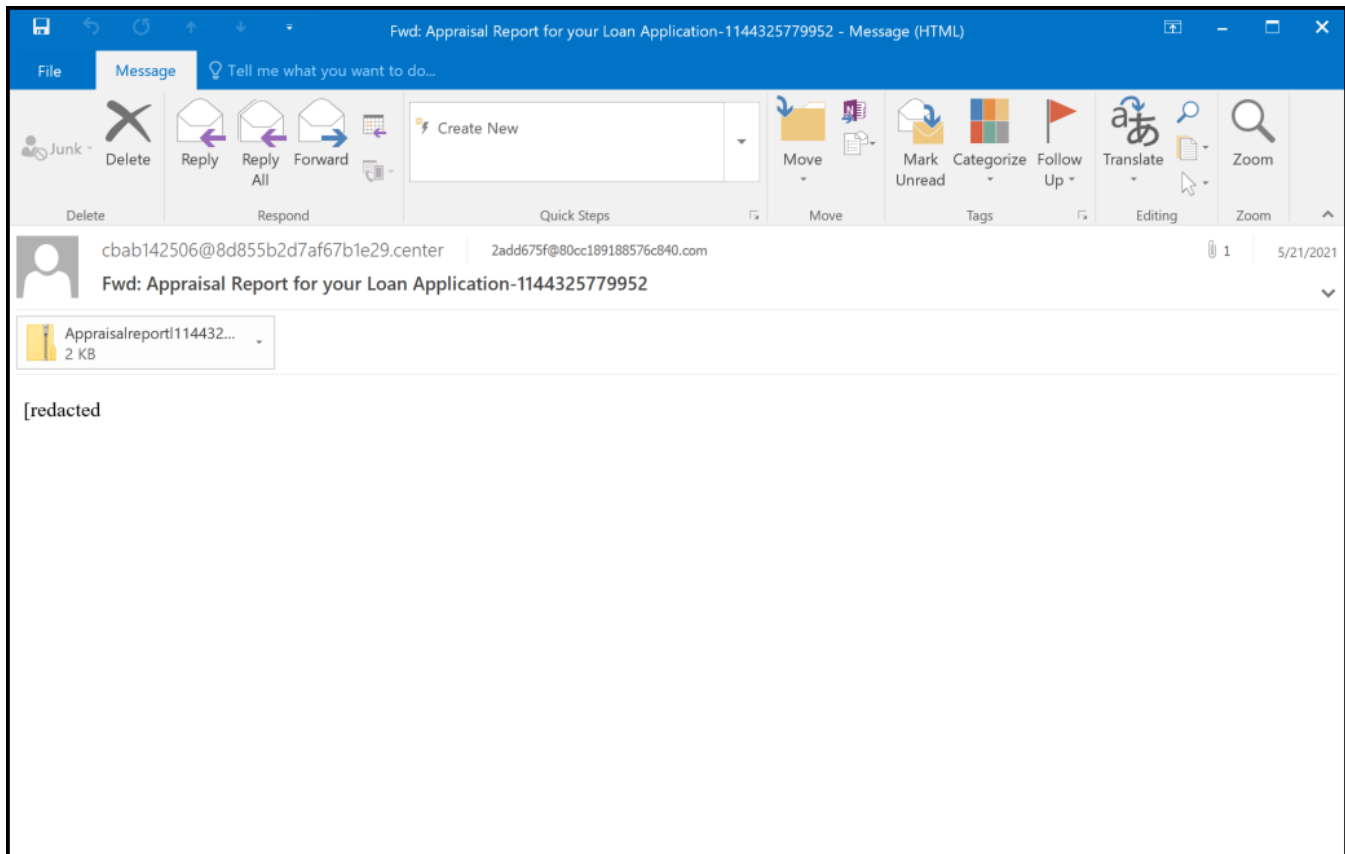 Fwd: Appraisal Report for your Loan Application-1144325779952 - Message (HTML)
File Message Tell me what you want to do...
Junk
Delete
Reply
Reply All
Forward
Create New
Move
Mark Unread
Categorize
Follow Up
Translate
Zoom
Delete Respond Quick Steps Move Tags Editing Zoom
cbab142506@8d855b2d7af67b1e29.center 2add675f@80cc189188576c840.com 1 5/21/2021
Fwd: Appraisal Report for your Loan Application-1144325779952
Appraisalreportl114432...
2 KB
[redacted